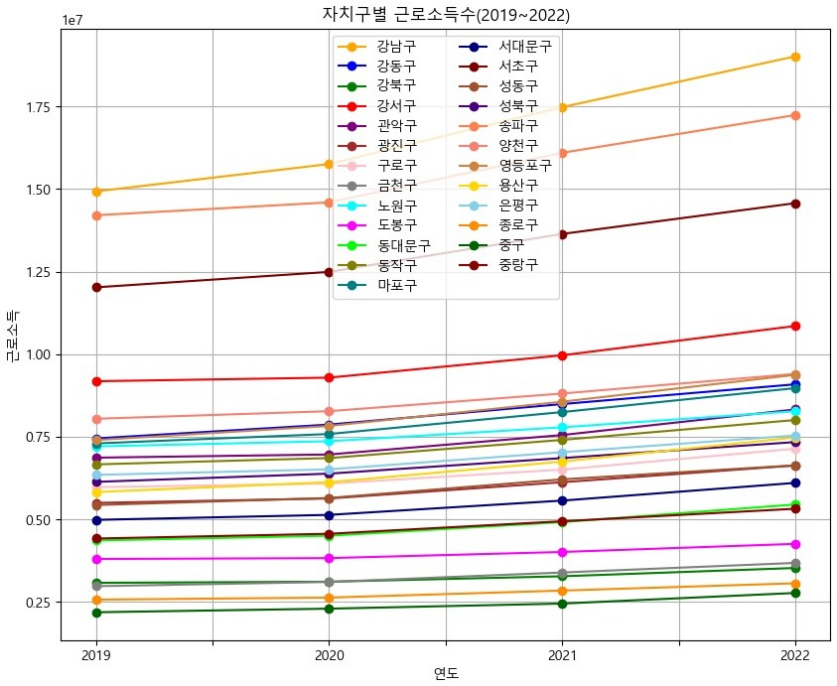 자치구별 근로소득수(2019~2022)
1e7
강남구
강동구
강북구
강서구
관악구
광진구
구로구
금천구
노원구
도봉구
동대문구
동작구
마포구
서대문구
서초구
성동구
성북구
송파구
양천구
영등포구
용산구
은평구
종로구
중구
중랑구
1.75
1.50
1.25
1.00
0.75
0.50
0.25
근로소득
2019
2020
2021
2022
연도